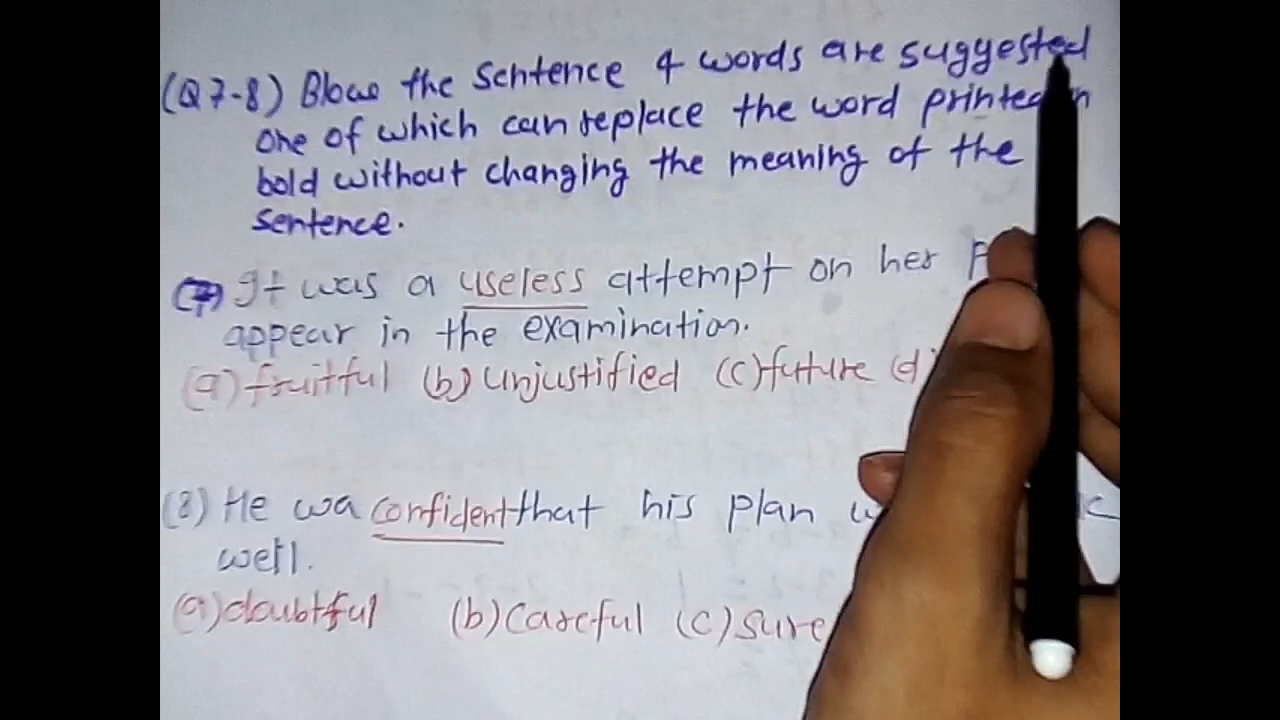 (Q7-8) Blow the Sentence 4 words are suggested
one of which can replace the word printed in
bold without changing the meaning of the
sentence.
(7) It was a useless attempt on her
appear in the examination.
(a) fruitful (b) unjustified (c) future (d)
(8) He wa confident that his plan
well.
(a) doubtful (b) Careful (c) sure